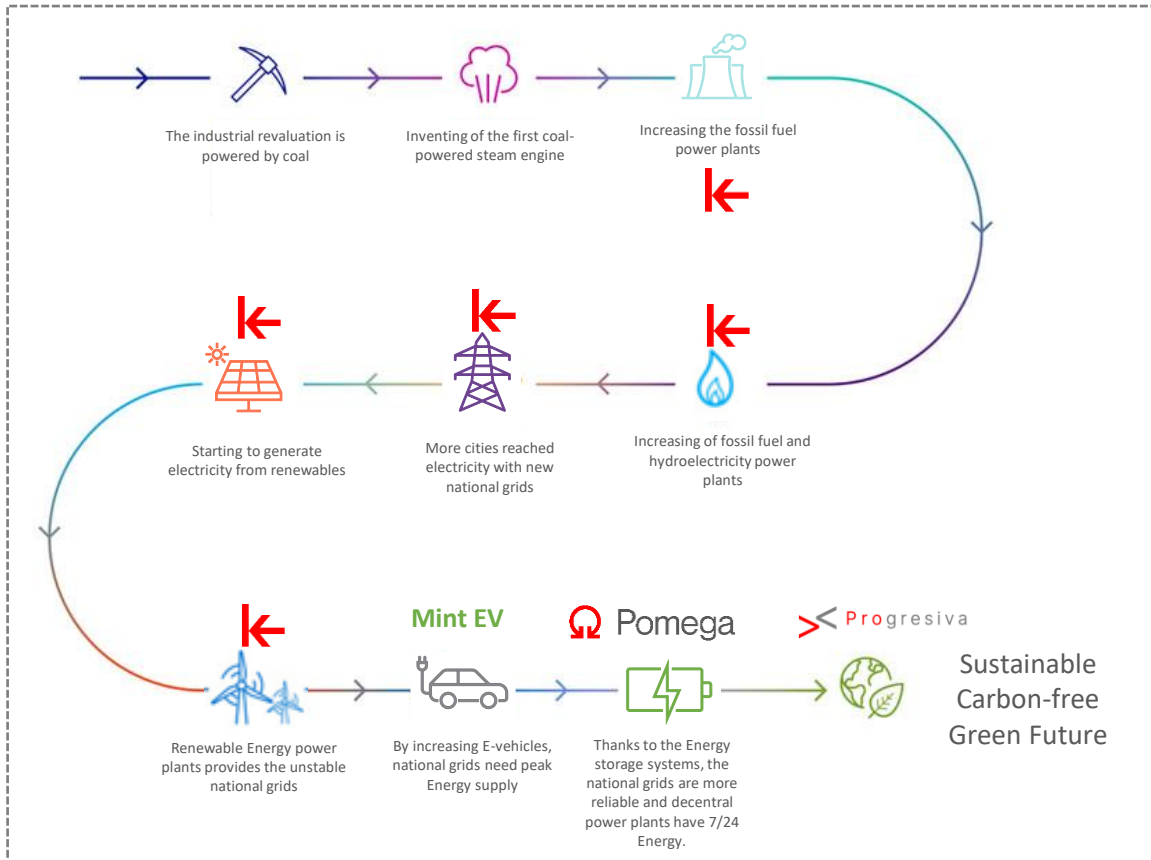 The industrial revaluation is
powered by coal
Inventing of the first coal-
powered steam engine
Increasing the fossil fuel
power plants
Starting to generate
electricity from renewables
More cities reached
electricity with new
national grids
Increasing of fossil fuel and
hydroelectricity power
plants
Mint EV
Pomega
Progresiva
Renewable Energy power
plants provides the unstable
national grids
By increasing E-vehicles,
national grids need peak
Energy supply
Thanks to the Energy
storage systems, the
national grids are more
reliable and decentral
power plants have 7/24
Energy.
Sustainable
Carbon-free
Green Future